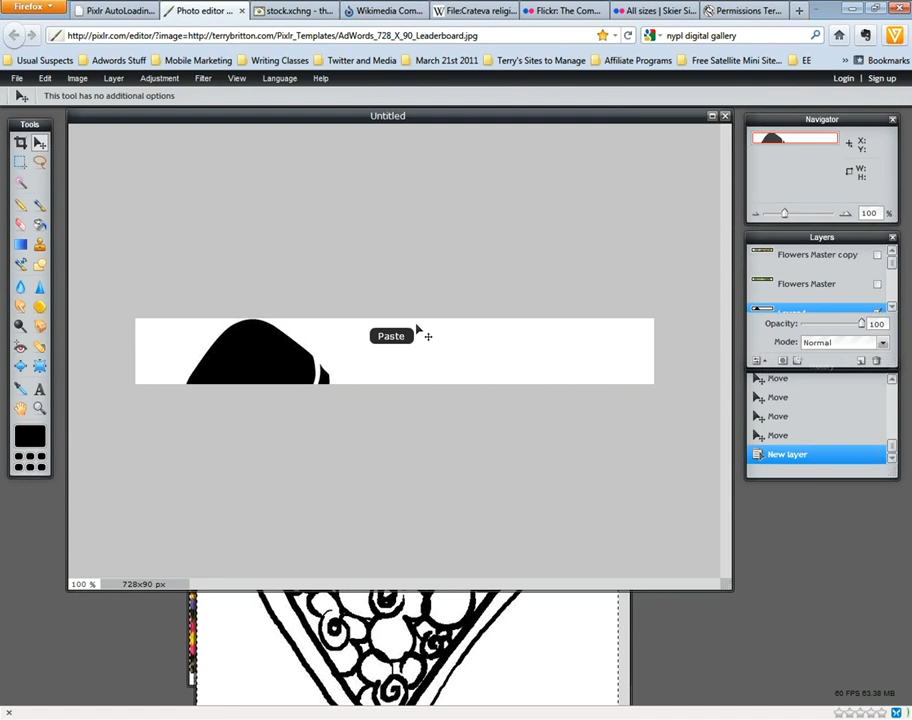 Firefox
Pixlr AutoLoadin...
Photo editor ...
stock.xchng - th...
Wikimedia Com...
File:Crateva religi...
Flickr: The Com...
All sizes | Skier Si...
Permissions Ter...
http://pixlr.com/editor/?image=http://terrybritton.com/Pixlr_Templates/AdWords_728_X_90_Leaderboard.jpg
nypl digital gallery
Usual Suspects
Adwords Stuff
Mobile Marketing
Writing Classes
Twitter and Media
March 21st 2011
Terry's Sites to Manage
Affiliate Programs
Free Satellite Mini Site...
EE
Bookmarks
File Edit Image Layer Adjustment Filter View Language Help
Login | Sign up
This tool has no additional options
Tools
Untitled
Navigator
X:
Y:
W:
H:
100 %
Layers
Flowers Master copy
Flowers Master
Opacity: 100
Mode: Normal
Move
Move
Move
Move
New layer
Paste
100 % 728x90 px
60 FPS 63.38 MB